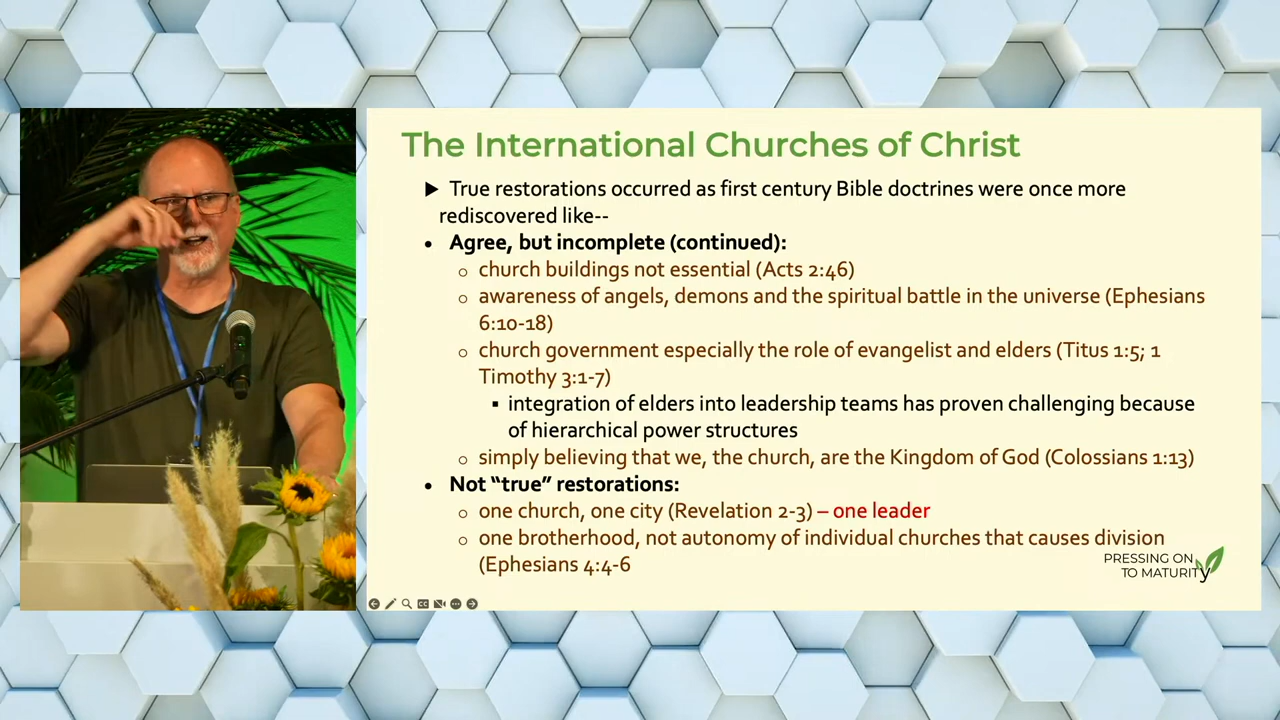 The International Churches of Christ
▶ True restorations occurred as first century Bible doctrines were once more
rediscovered like--
• Agree, but incomplete (continued):
○ church buildings not essential (Acts 2:46)
○ awareness of angels, demons and the spiritual battle in the universe (Ephesians
6:10-18)
○ church government especially the role of evangelist and elders (Titus 1:5; 1
Timothy 3:1-7)
▪ integration of elders into leadership teams has proven challenging because
of hierarchical power structures
○ simply believing that we, the church, are the Kingdom of God (Colossians 1:13)
• Not “true” restorations:
○ one church, one city (Revelation 2-3) – one leader
○ one brotherhood, not autonomy of individual churches that causes division
(Ephesians 4:4-6
PRESSING ON
TO MATURITy
CC